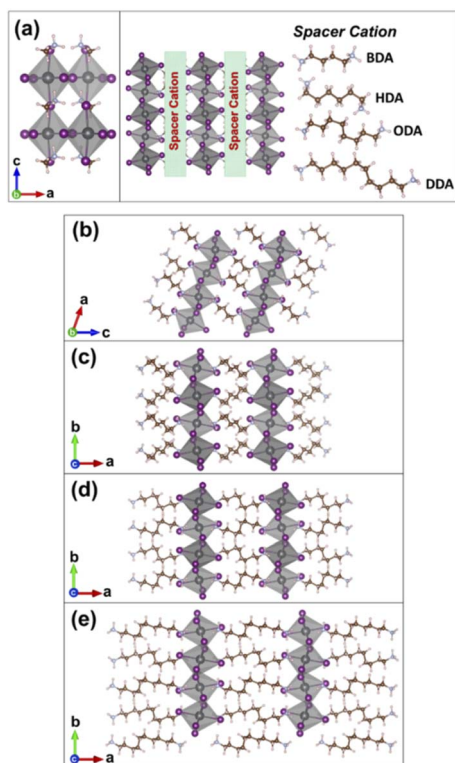 (a)
c
b
a
Spacer Cation
Spacer Cation
Spacer Cation
BDA
HDA
ODA
DDA
(b)
a
b
c
(c)
b
c
a
(d)
b
c
a
(e)
b
c
a